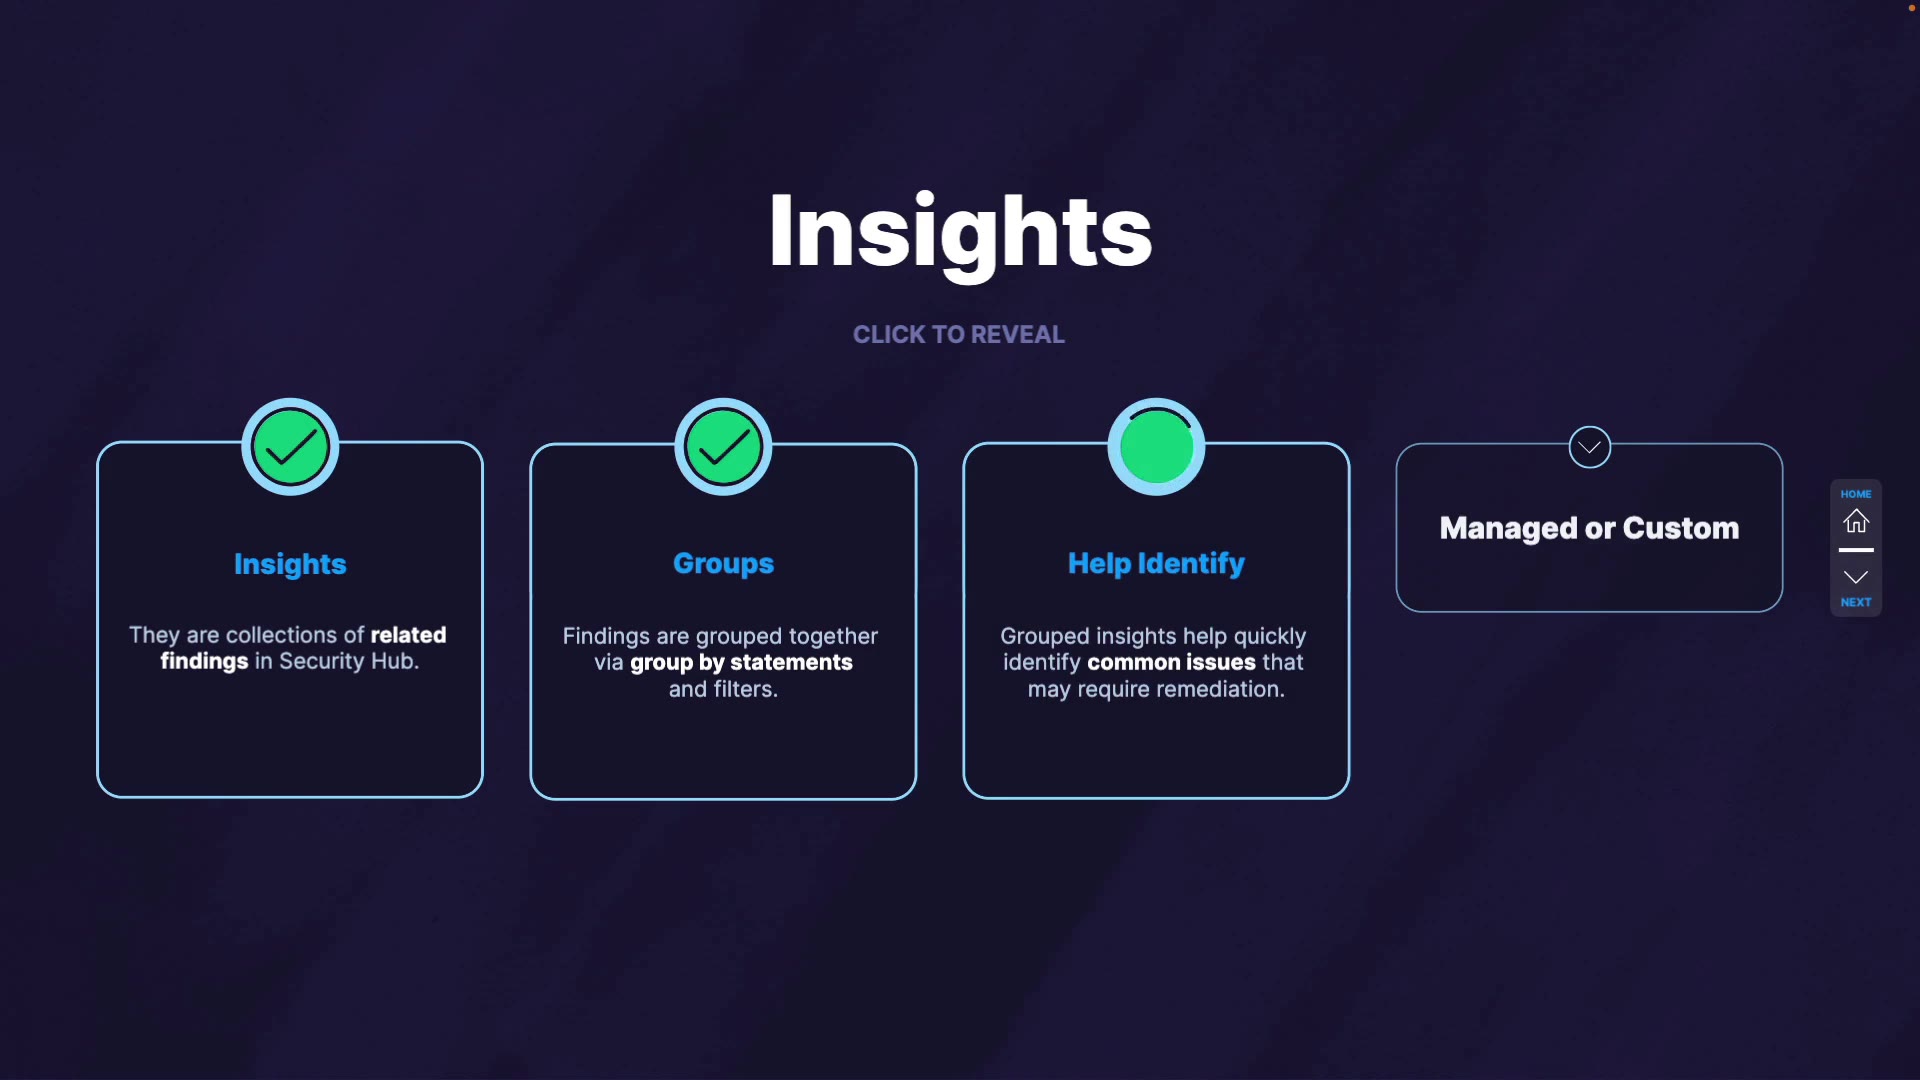 Insights
CLICK TO REVEAL
Insights
They are collections of related
findings in Security Hub.
Groups
Findings are grouped together
via group by statements
and filters.
Help Identify
Grouped insights help quickly
identify common issues that
may require remediation.
Managed or Custom
HOME
NEXT